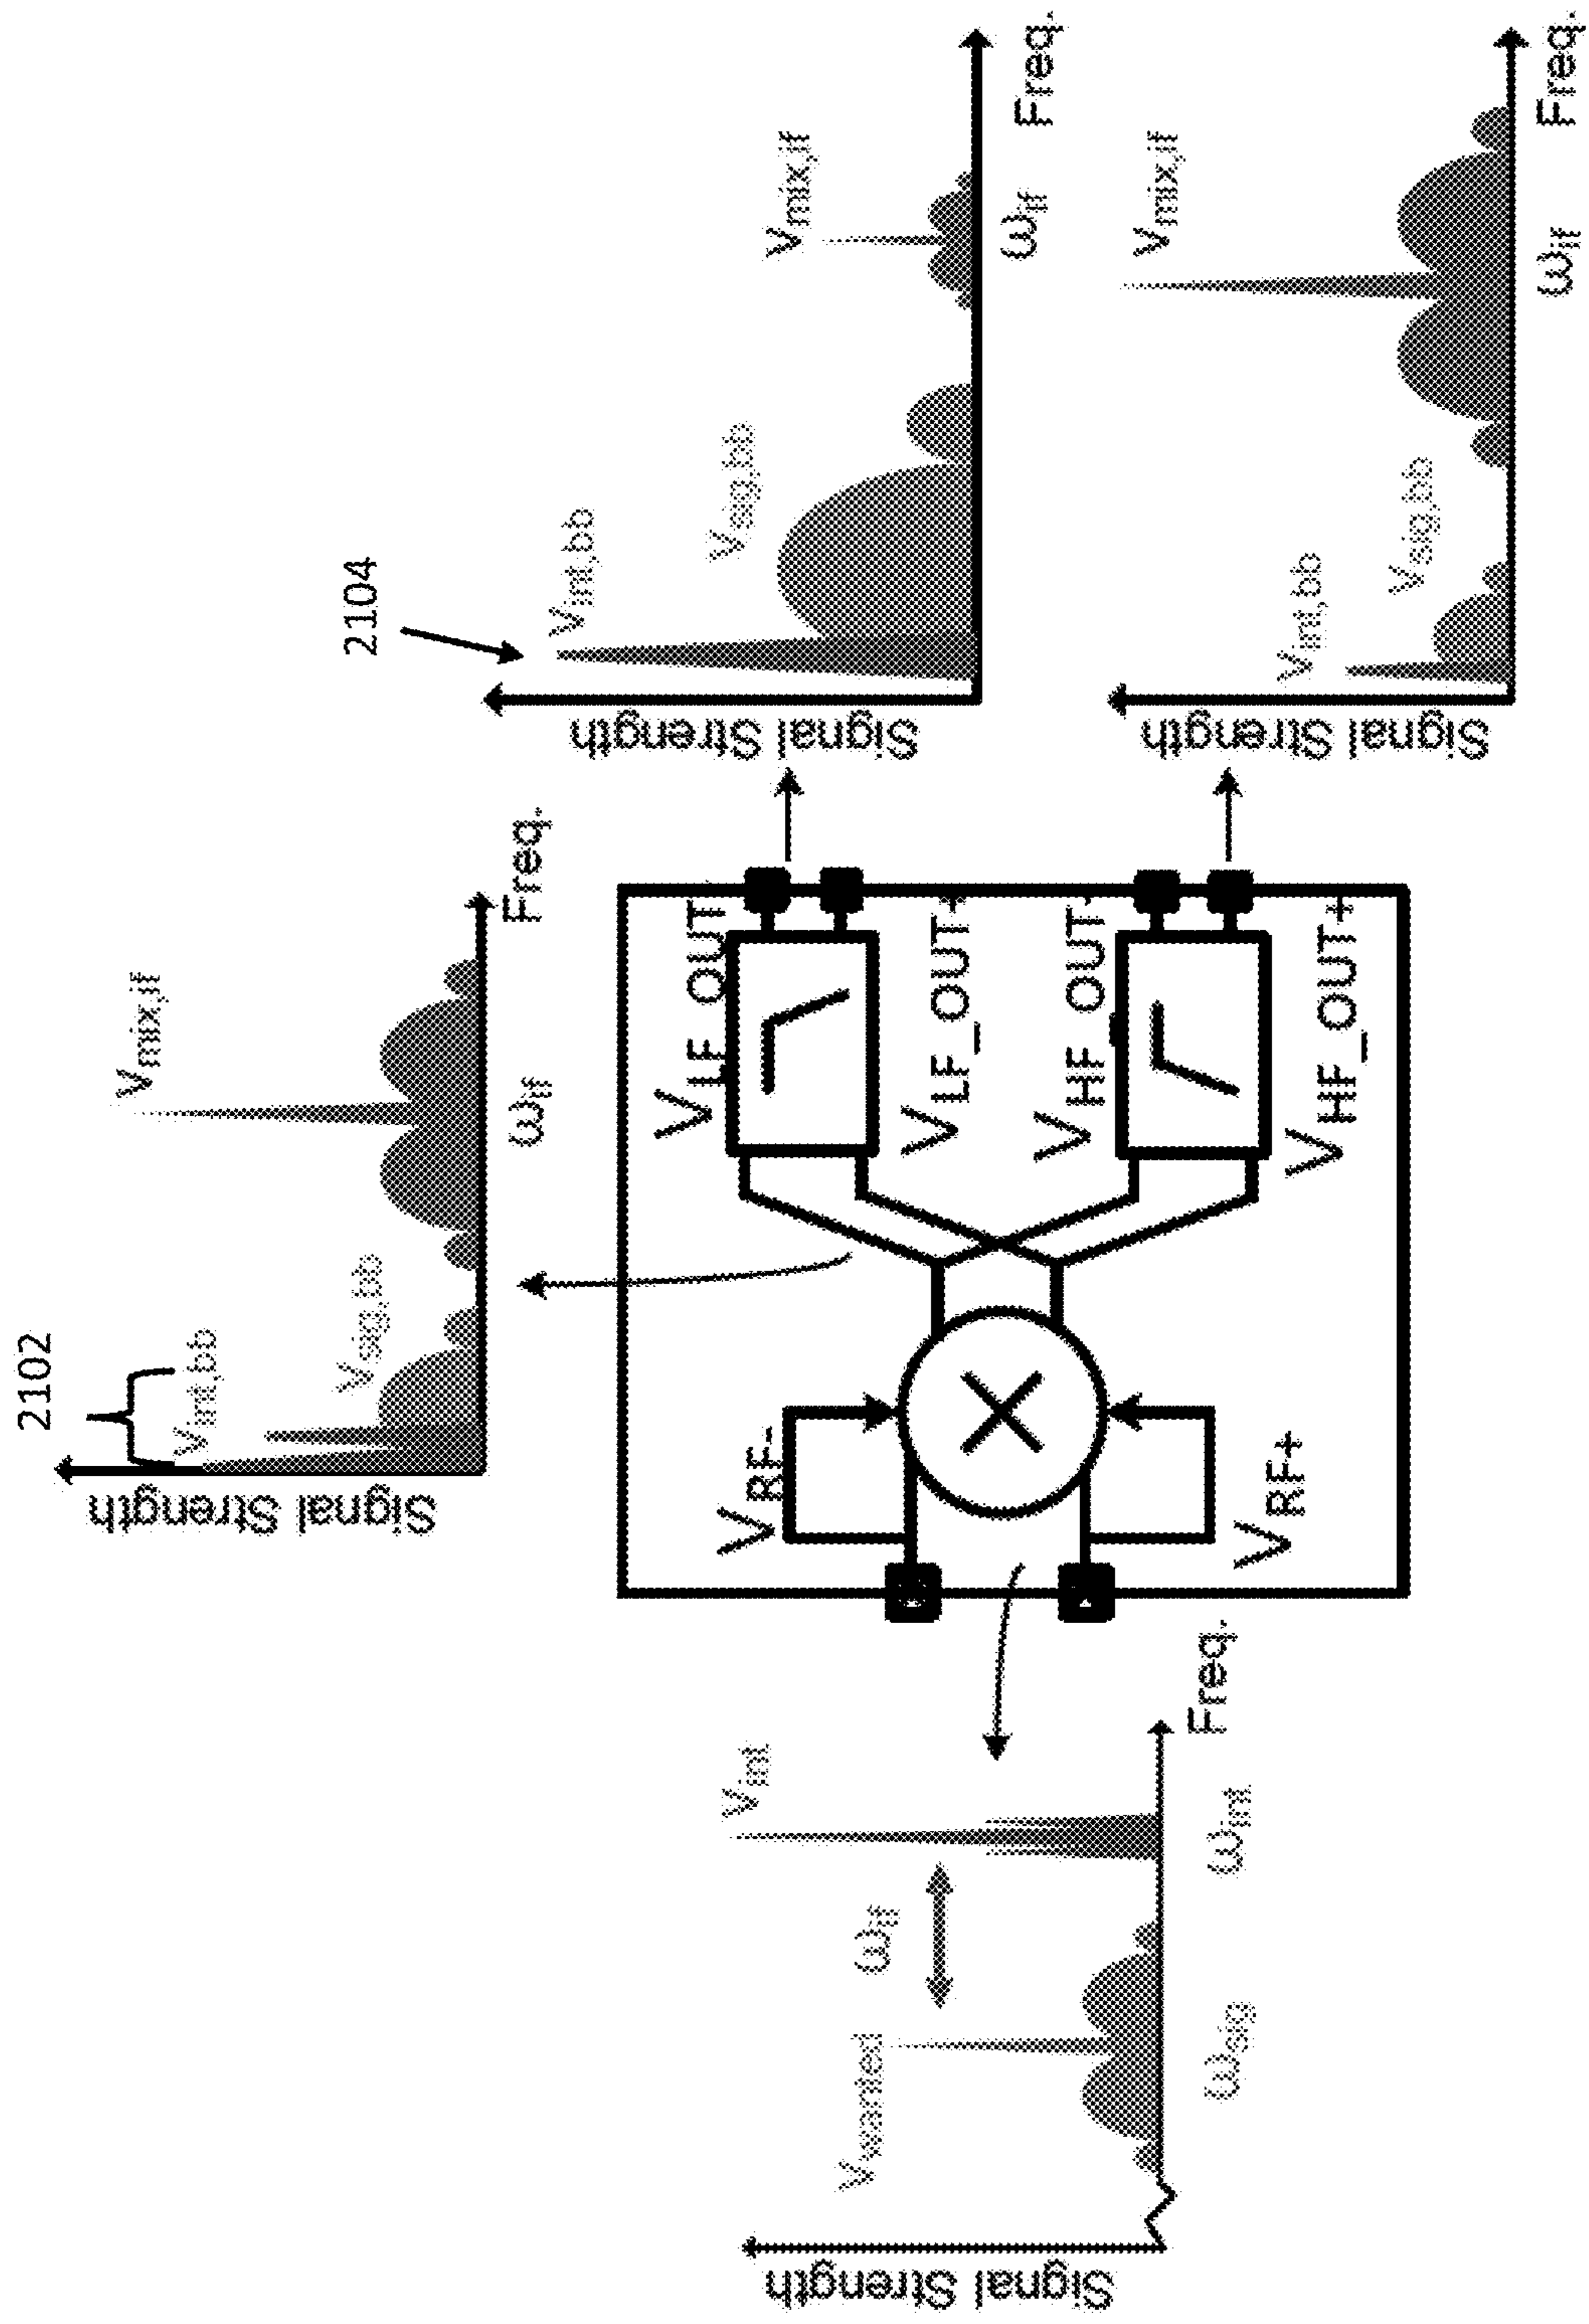 2102
Signal Strength
V_int,bb
V_sig,bb
V_mix,if
ω_if
Freq.
Signal Strength
V_wanted
ω_if
V_int
ω_sig
ω_int
Freq.
V_RF-
V_RF+
V_LF_OUT-
V_LF_OUT+
V_HF_OUT-
V_HF_OUT+
2104
Signal Strength
V_int,bb
V_sig,bb
V_mix,if
ω_if
Freq.
Signal Strength
V_int,bb
V_sig,bb
V_mix,if
ω_if
Freq.